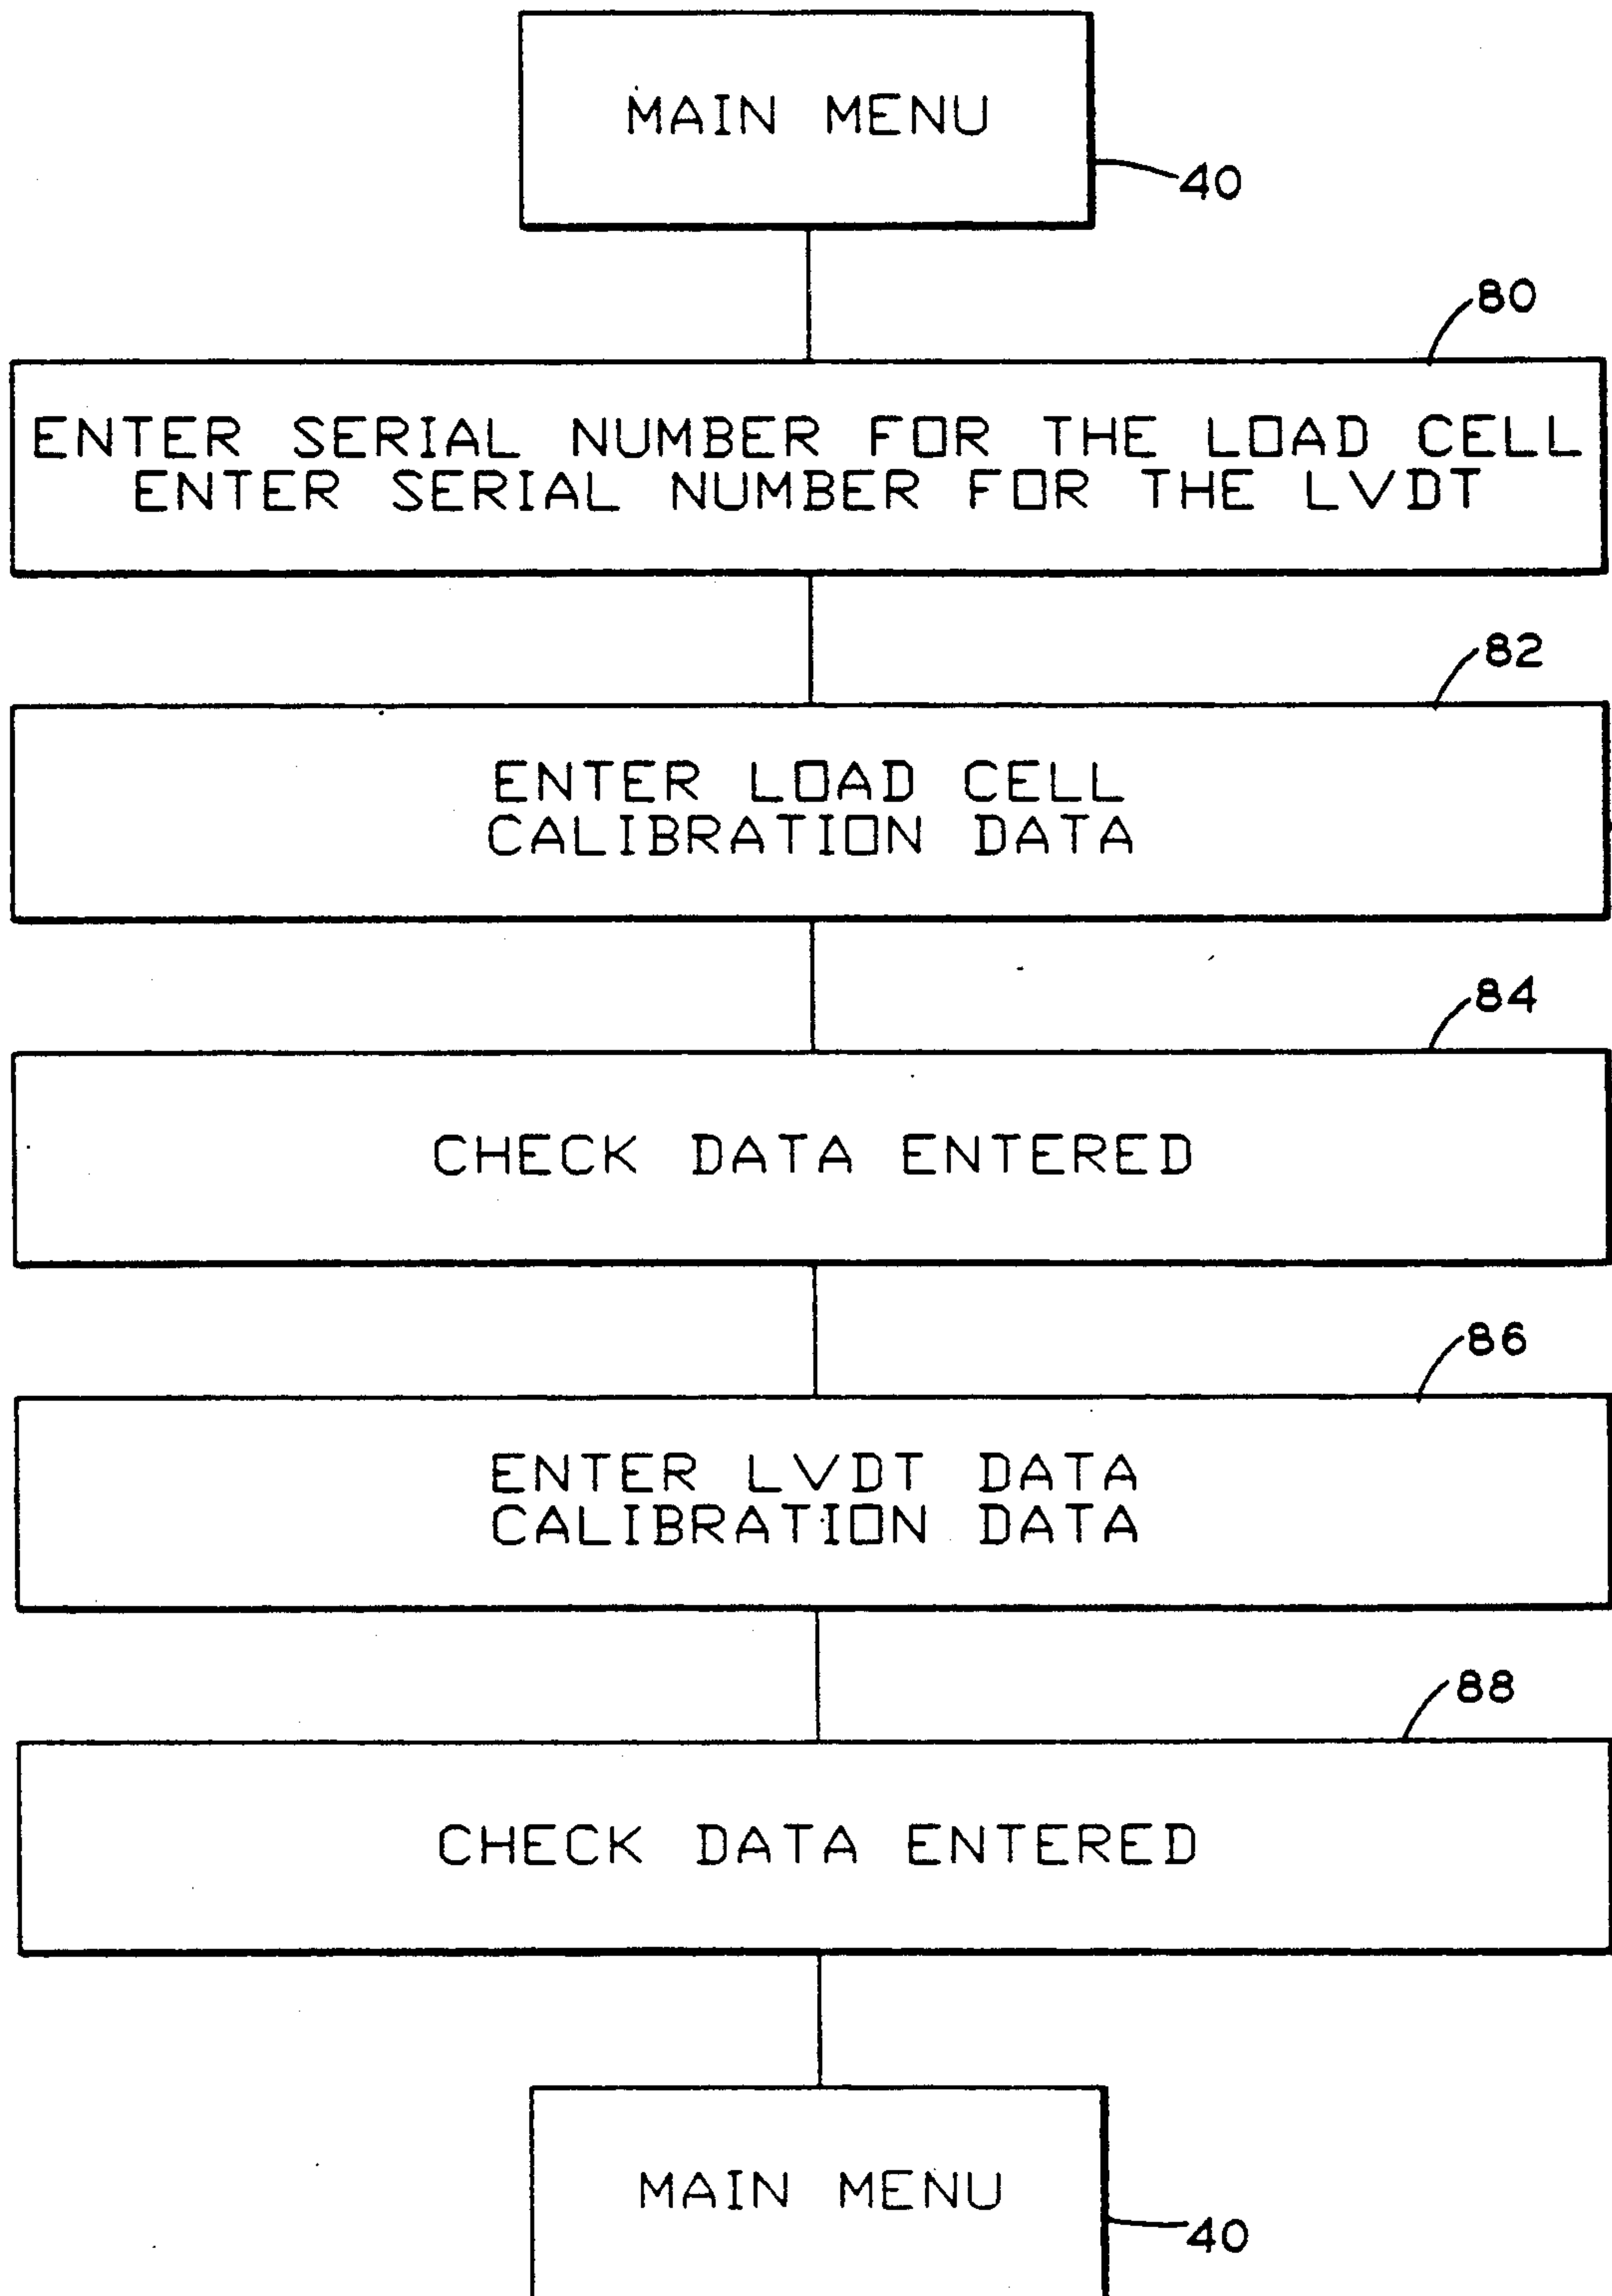 MAIN MENU
40
80
ENTER SERIAL NUMBER FOR THE LOAD CELL
ENTER SERIAL NUMBER FOR THE LVDT
82
ENTER LOAD CELL
CALIBRATION DATA
84
CHECK DATA ENTERED
86
ENTER LVDT DATA
CALIBRATION DATA
88
CHECK DATA ENTERED
MAIN MENU
40